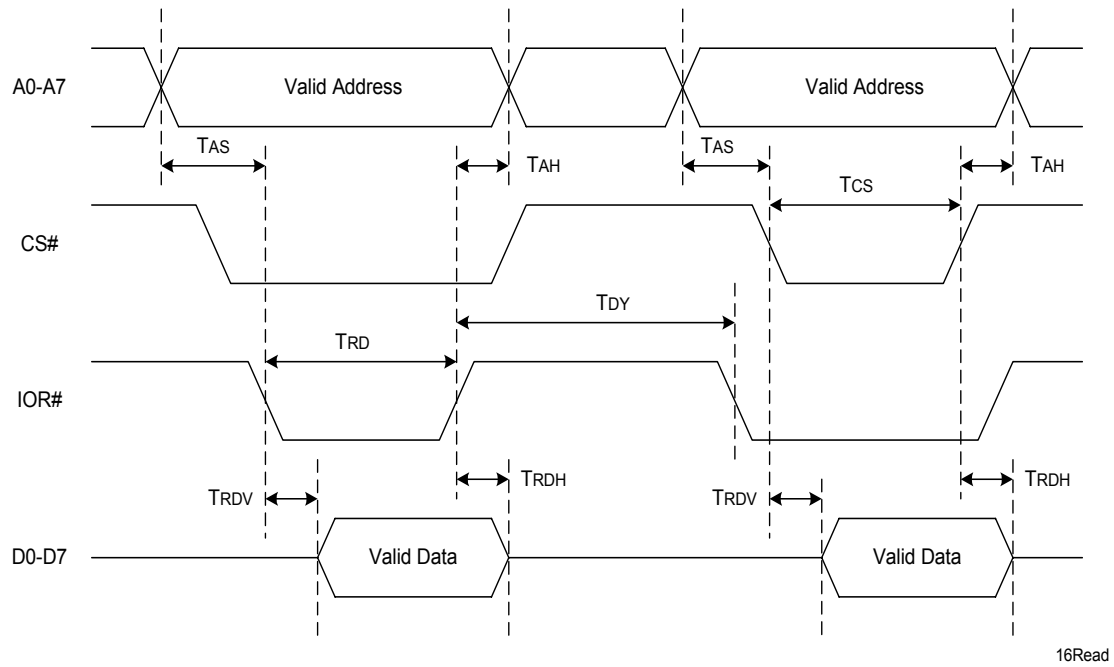 A0-A7
Valid Address
Valid Address
TAS
TAH
TAS
TAH
TCS
CS#
TDY
TRD
IOR#
TRDV
TRDH
TRDV
TRDH
D0-D7
Valid Data
Valid Data
16Read